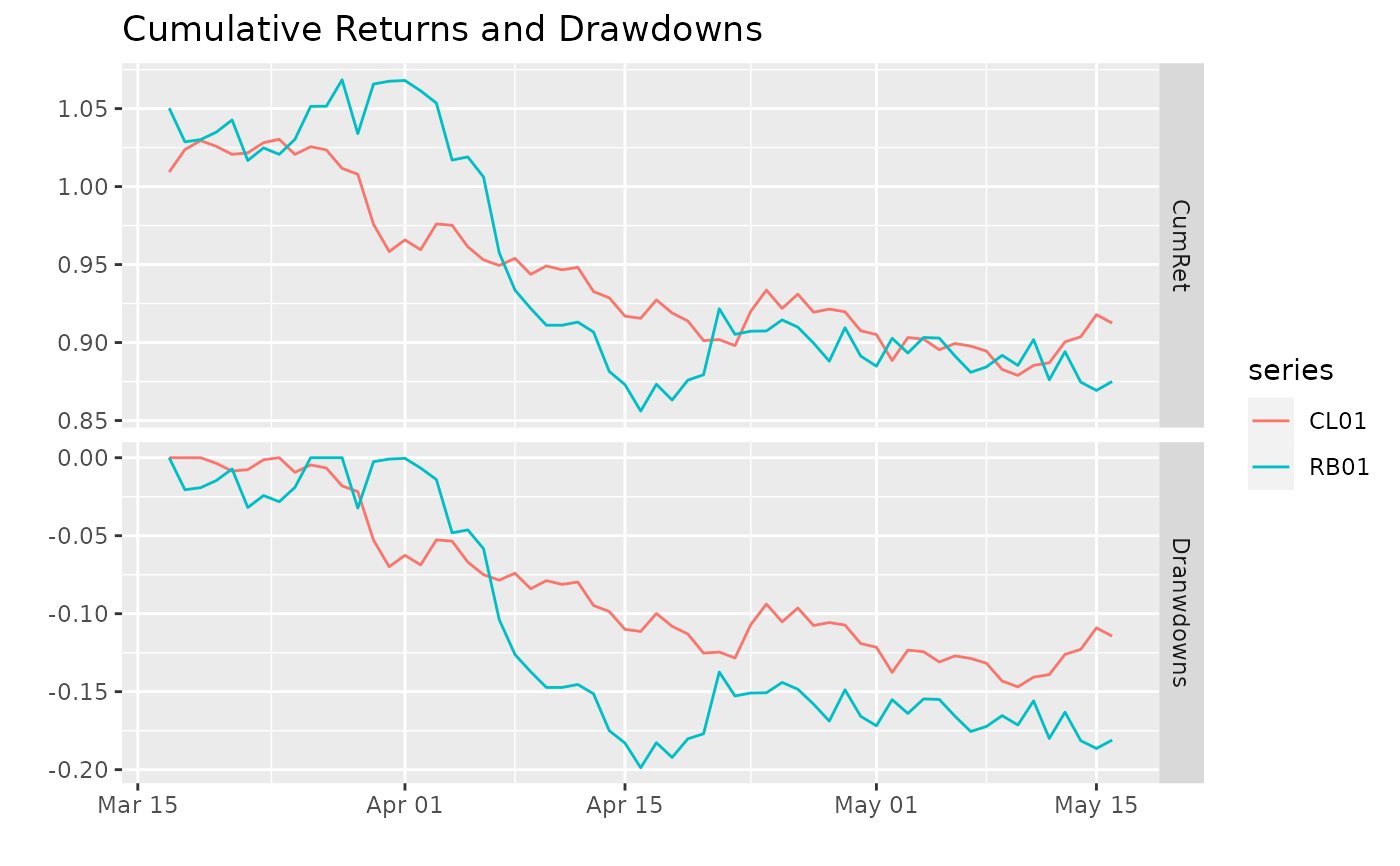 Cumulative Returns and Drawdowns
1.05
1.00
0.95
0.90
0.85
CumRet
0.00
-0.05
-0.10
-0.15
-0.20
Dranwdowns
Mar 15
Apr 01
Apr 15
May 01
May 15
series
CL01
RB01